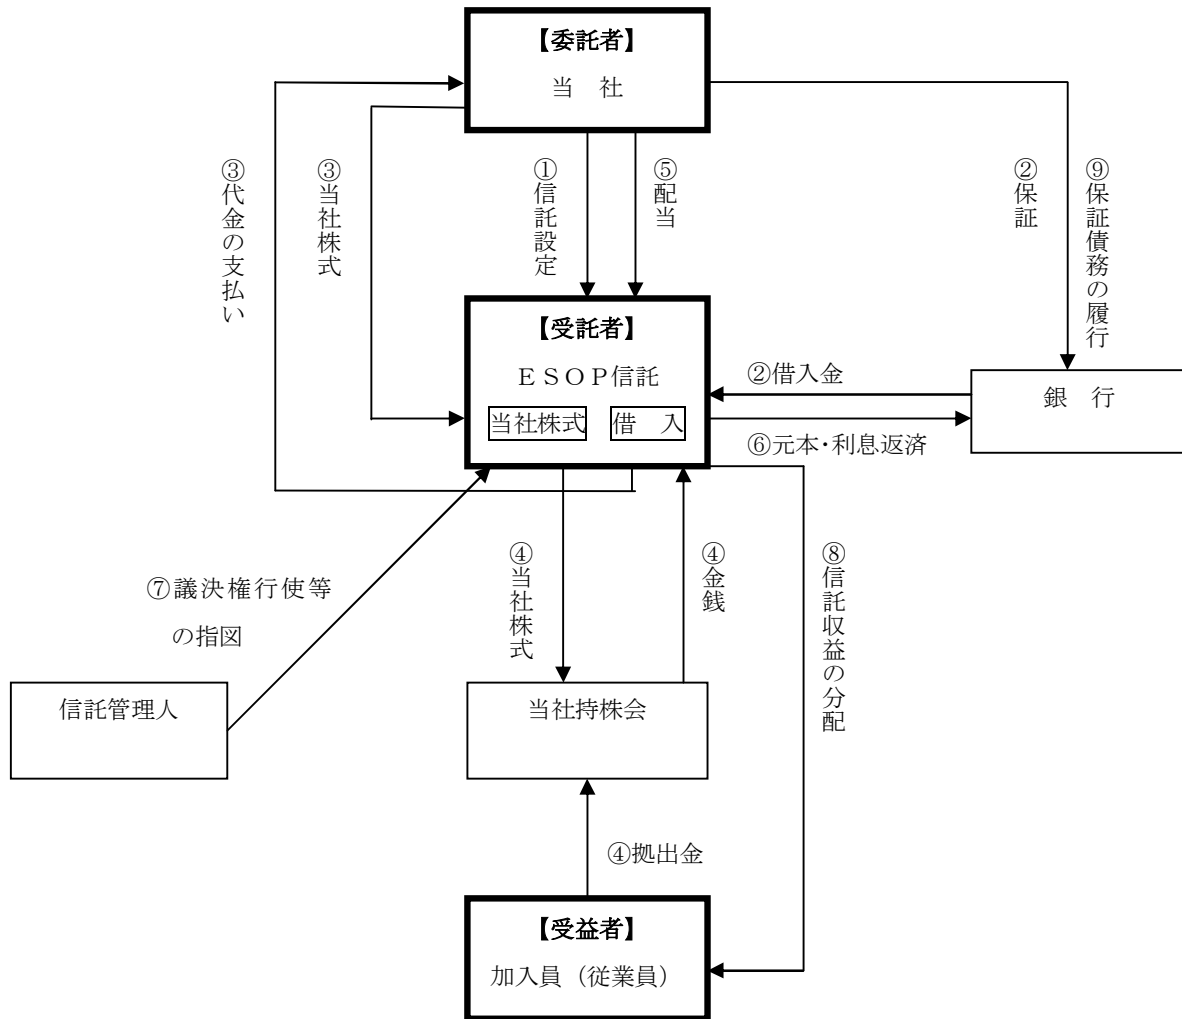 【委託者】
当　社
③代金の支払い
③当社株式
①信託設定
⑤配当
②保証
⑨保証債務の履行
【受託者】
ＥＳＯＰ信託
当社株式
借　入
②借入金
銀　行
⑥元本・利息返済
⑦議決権行使等
の指図
④当社株式
④金銭
⑧信託収益の分配
信託管理人
当社持株会
④拠出金
【受益者】
加入員（従業員）